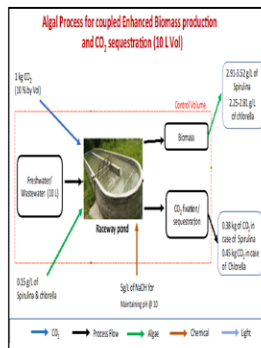 Algal Process for coupled Enhanced Biomass production
and CO2 sequestration (10 L Vol)
1 kg CO2
(10 % by Vol)
2.91-3.52 g/L of
Spirulina
2.25-2.81 g/L of
chlorella
Control Volume
Biomass
Freshwater/
Wastewater (10 L)
Raceway pond
CO2 fixation/
sequestration
0.38 kg of CO2 in
case of Spirulina
0.45 kg CO2 in case
of Chlorella
0.15 g/L of
Spirulina & chlorella
5g/L of NaOH for
Maintaining pH @ 10
CO2
Process Flow
Algae
Chemical
Light